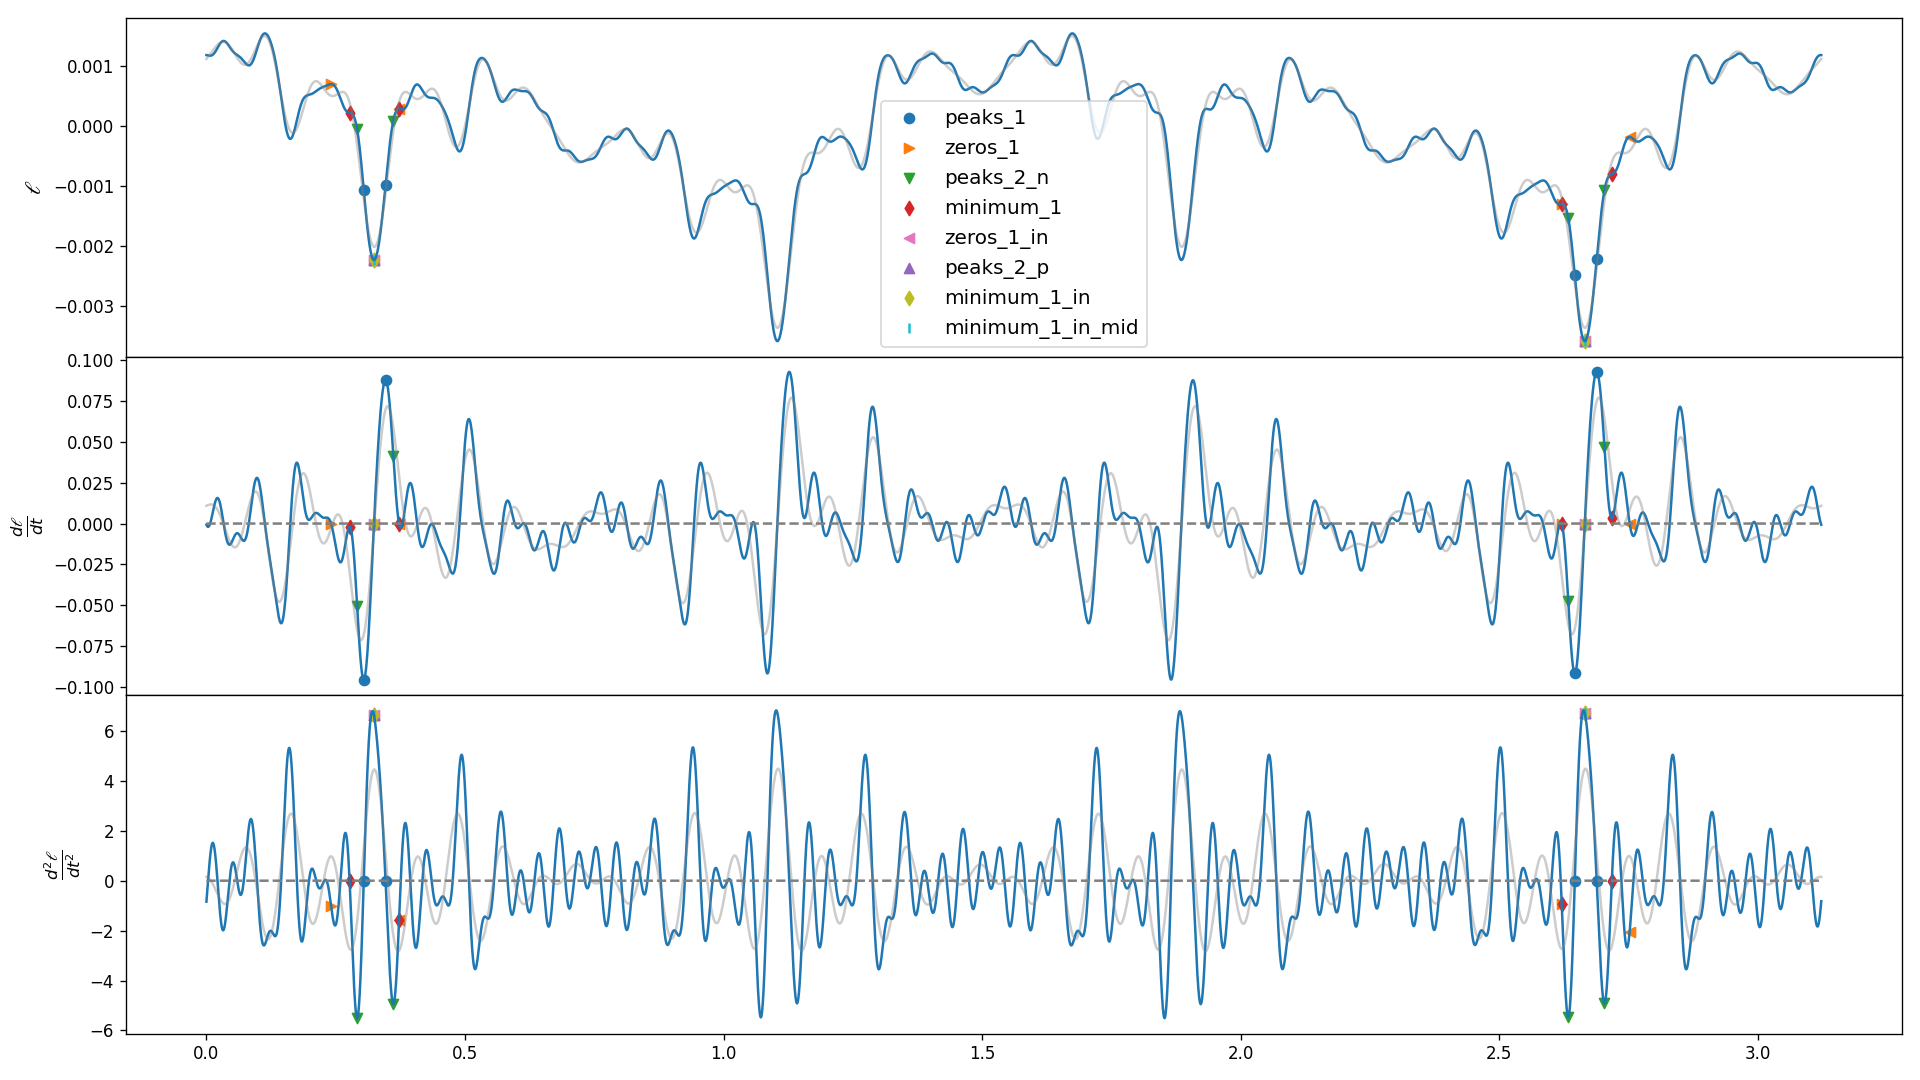 0.001
0.000
−0.001
−0.002
−0.003
ℓ
peaks_1
zeros_1
peaks_2_n
minimum_1
zeros_1_in
peaks_2_p
minimum_1_in
minimum_1_in_mid
0.100
0.075
0.050
0.025
0.000
−0.025
−0.050
−0.075
−0.100
dℓ/dt
6
4
2
0
−2
−4
−6
d²ℓ/dt²
0.0 0.5 1.0 1.5 2.0 2.5 3.0